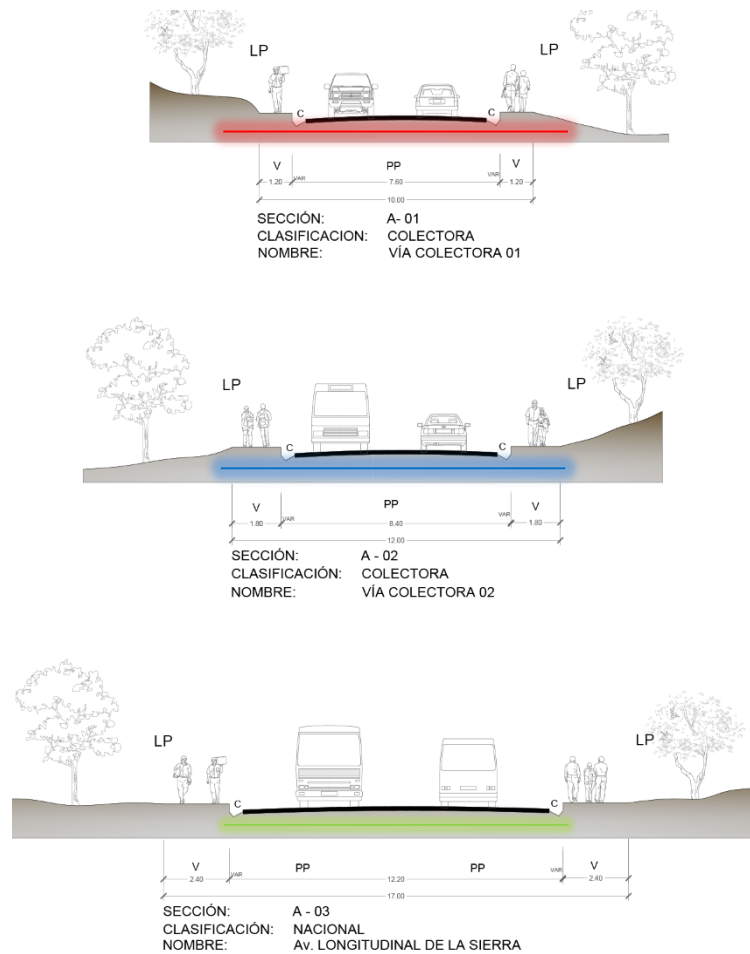 LP LP
C C
V PP V
VAR VAR
1.20 7.60 1.20
10.00
SECCIÓN: A- 01
CLASIFICACION: COLECTORA
NOMBRE: VÍA COLECTORA 01
LP LP
C C
V PP V
VAR VAR
1.80 8.40 1.80
12.00
SECCIÓN: A - 02
CLASIFICACIÓN: COLECTORA
NOMBRE: VÍA COLECTORA 02
LP LP
C C
V PP PP V
VAR VAR
2.40 12.20 2.40
17.00
SECCIÓN: A - 03
CLASIFICACIÓN: NACIONAL
NOMBRE: Av. LONGITUDINAL DE LA SIERRA